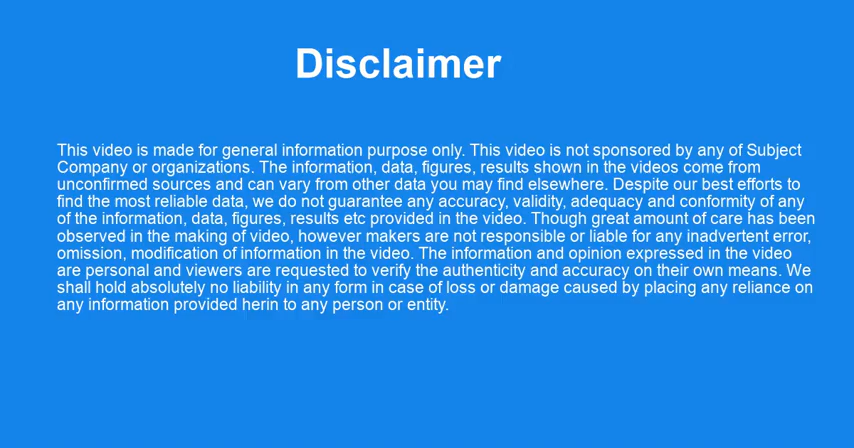 Disclaimer
This video is made for general information purpose only. This video is not sponsored by any of Subject
Company or organizations. The information, data, figures, results shown in the videos come from
unconfirmed sources and can vary from other data you may find elsewhere. Despite our best efforts to
find the most reliable data, we do not guarantee any accuracy, validity, adequacy and conformity of any
of the information, data, figures, results etc provided in the video. Though great amount of care has been
observed in the making of video, however makers are not responsible or liable for any inadvertent error,
omission, modification of information in the video. The information and opinion expressed in the video
are personal and viewers are requested to verify the authenticity and accuracy on their own means. We
shall hold absolutely no liability in any form in case of loss or damage caused by placing any reliance on
any information provided herin to any person or entity.